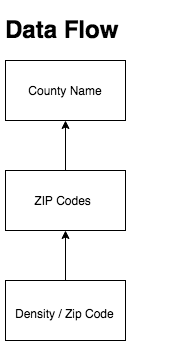 Data Flow
County Name
ZIP Codes
Density / Zip Code